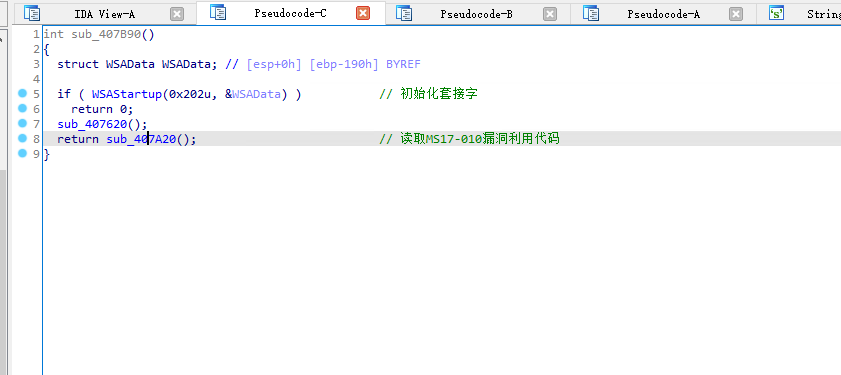 IDA View-A Pseudocode-C Pseudocode-B Pseudocode-A 's' String
1 int sub_407B90()
2 {
3 struct WSAData WSAData; // [esp+0h] [ebp-190h] BYREF
4
5 if ( WSAStartup(0x202u, &WSAData) ) // 初始化套接字
6 return 0;
7 sub_407620();
8 return sub_407A20(); // 读取MS17-010漏洞利用代码
9 }